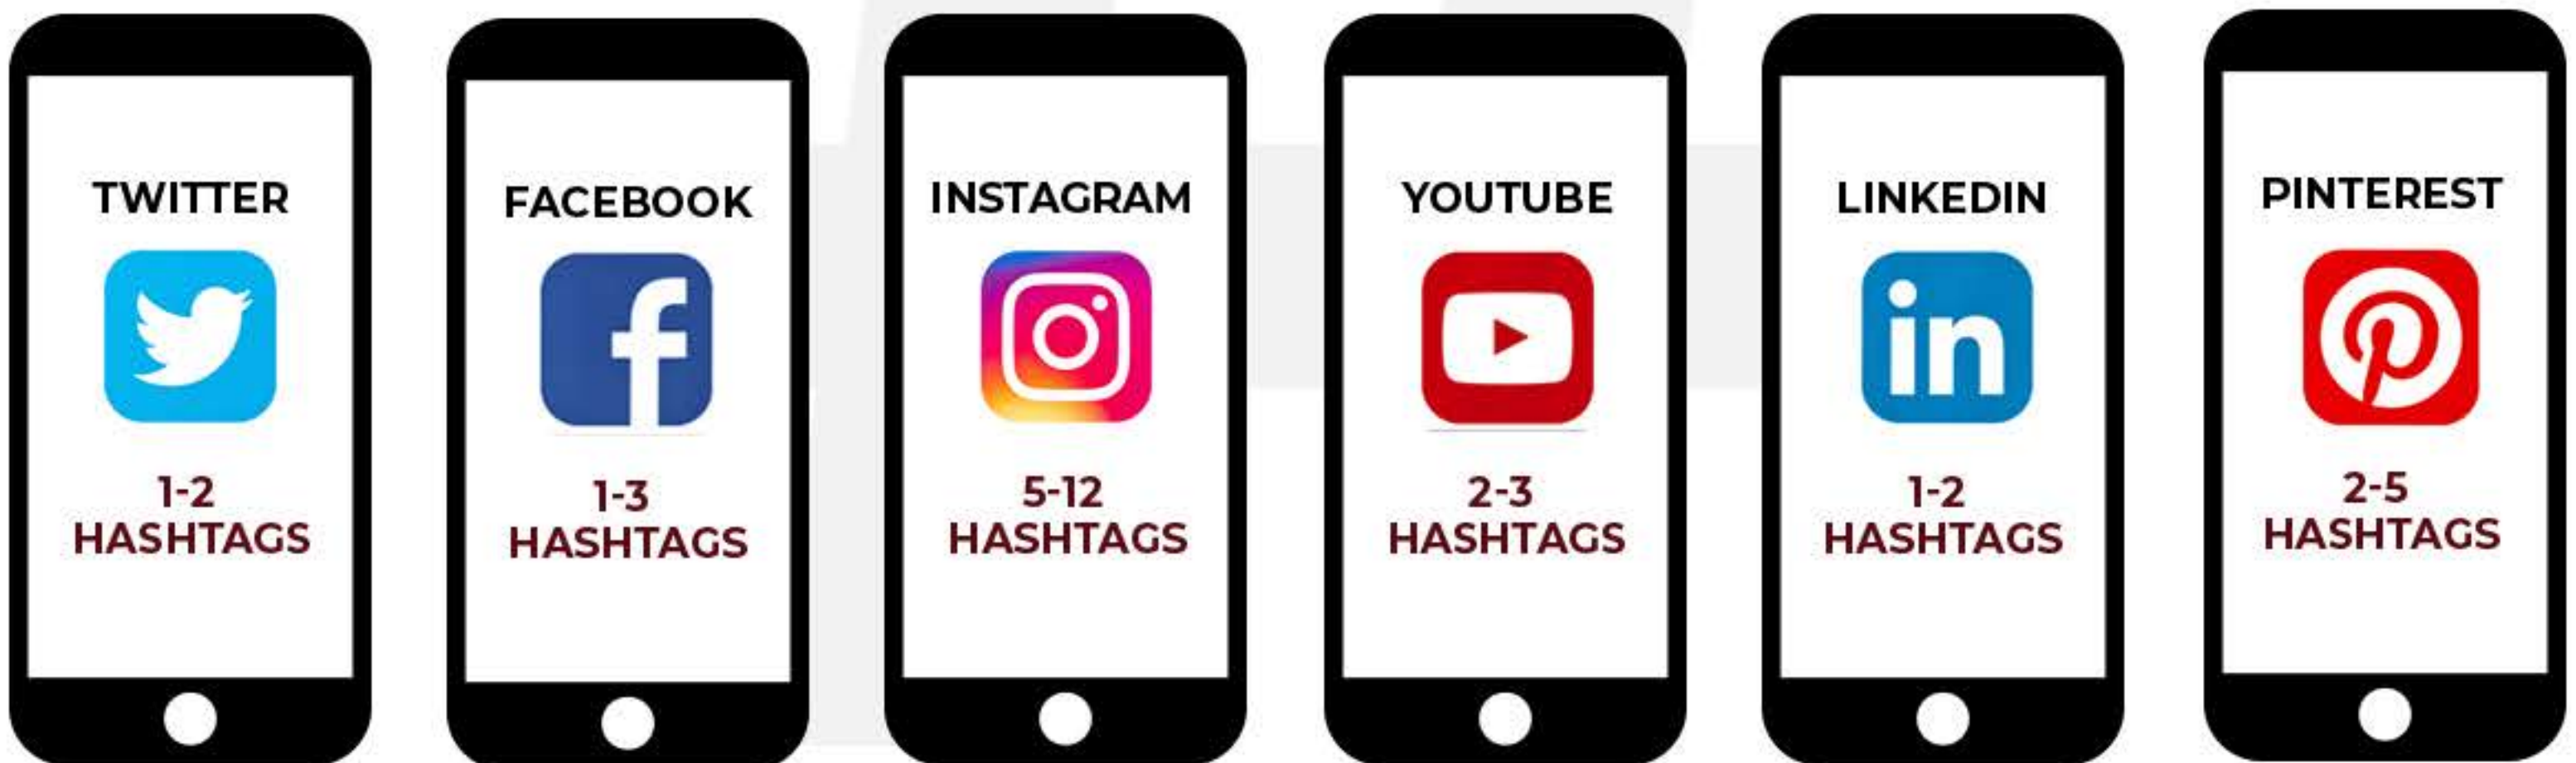 TWITTER
1-2
HASHTAGS
FACEBOOK
f
1-3
HASHTAGS
INSTAGRAM
5-12
HASHTAGS
YOUTUBE
2-3
HASHTAGS
LINKEDIN
in
1-2
HASHTAGS
PINTEREST
P
2-5
HASHTAGS